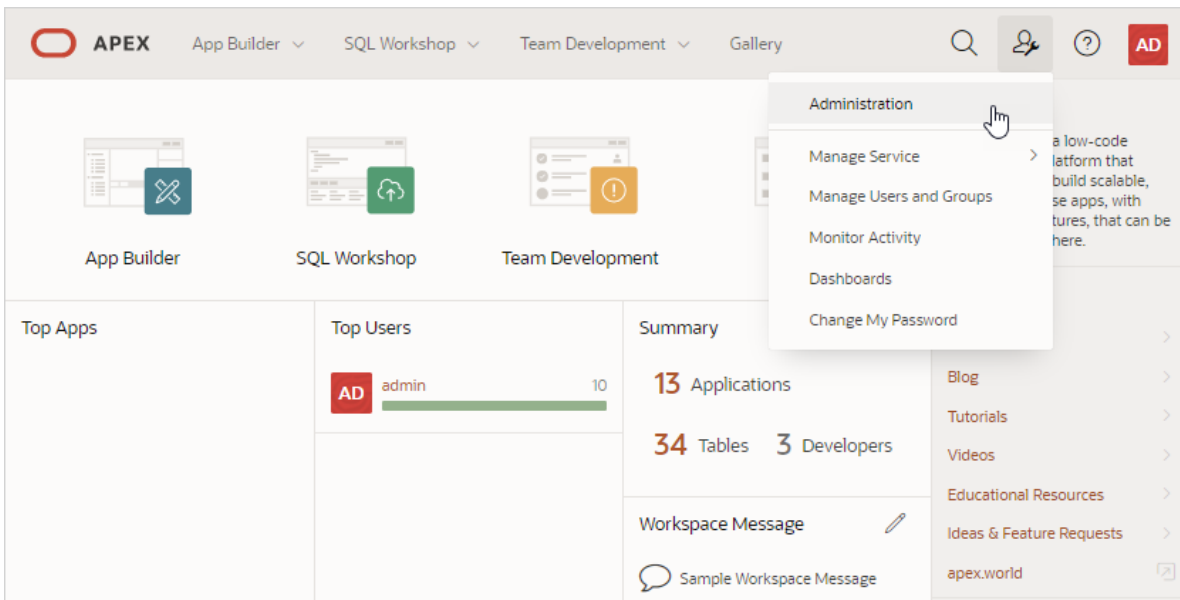 APEX
App Builder
SQL Workshop
Team Development
Gallery
AD
Administration
Manage Service
Manage Users and Groups
Monitor Activity
Dashboards
Change My Password
a low-code
latform that
build scalable,
se apps, with
tures, that can be
here.
App Builder
SQL Workshop
Team Development
Top Apps
Top Users
AD admin 10
Summary
13 Applications
34 Tables 3 Developers
Workspace Message
Sample Workspace Message
Blog
Tutorials
Videos
Educational Resources
Ideas & Feature Requests
apex.world